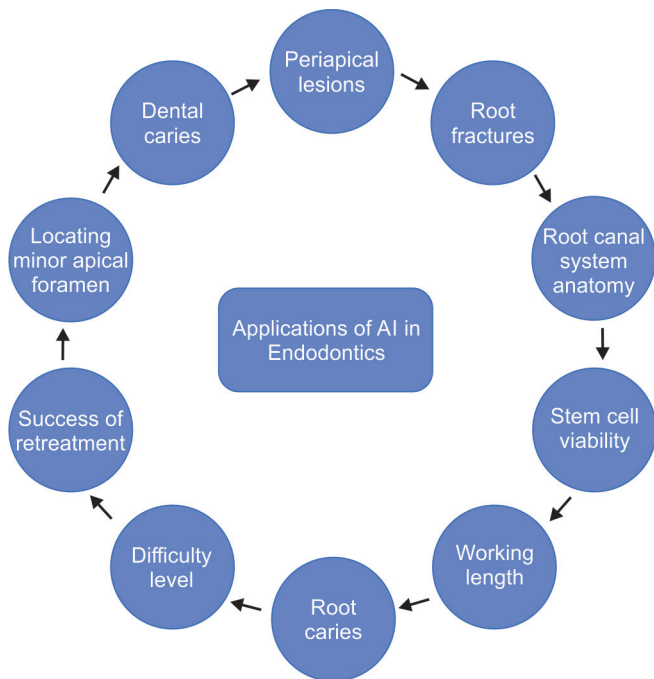 Periapical
lesions
Root
fractures
Root canal
system
anatomy
Stem cell
viability
Working
length
Root
caries
Difficulty
level
Success of
retreatment
Locating
minor apical
foramen
Dental
caries
Applications of AI in
Endodontics